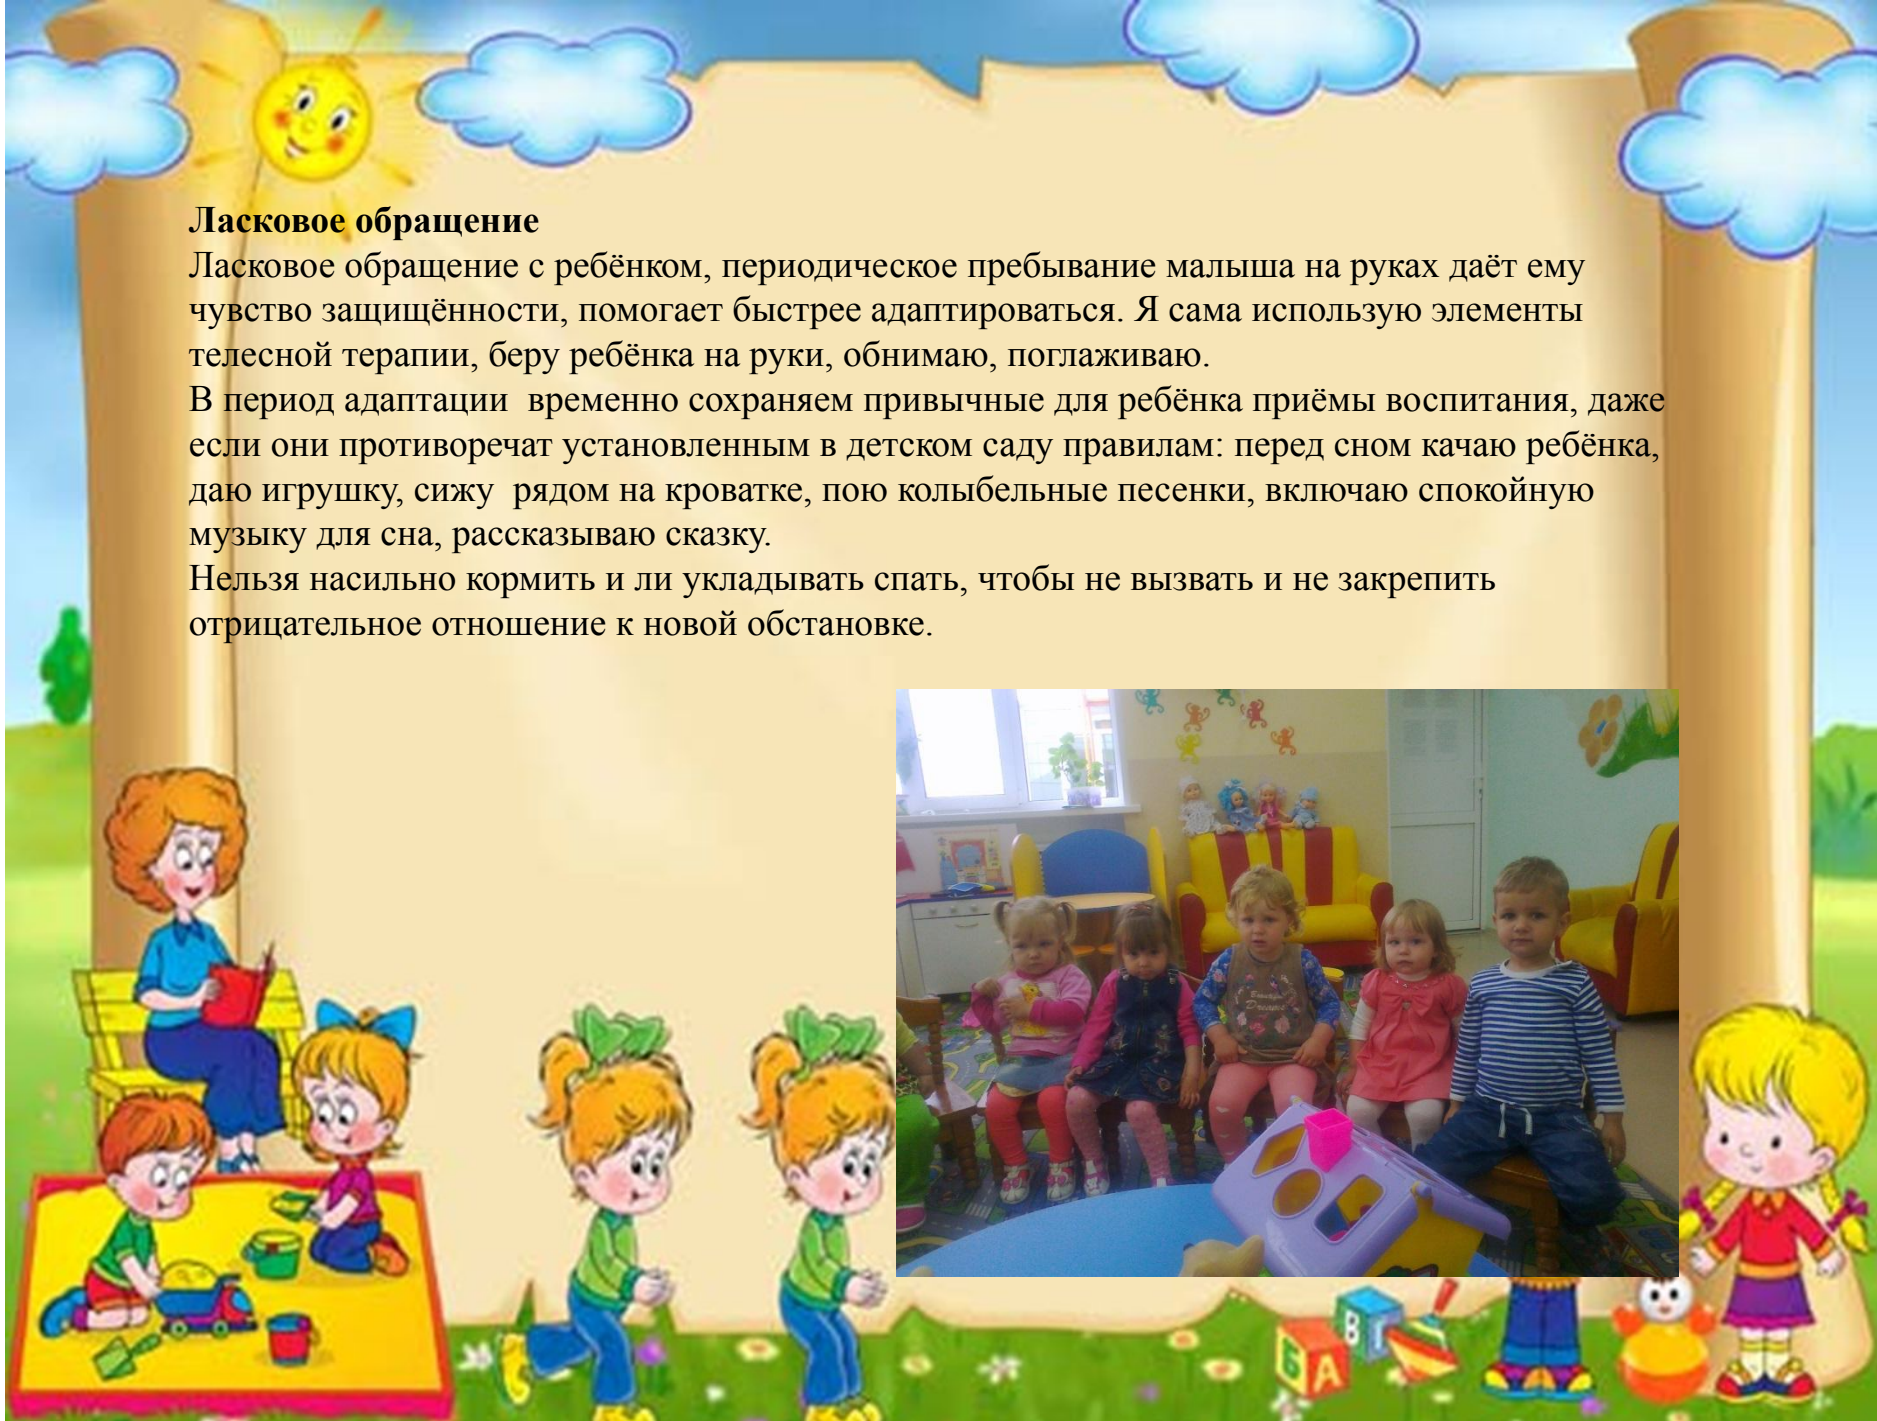 Ласковое обращение
Ласковое обращение с ребёнком, периодическое пребывание малыша на руках даёт ему
чувство защищённости, помогает быстрее адаптироваться. Я сама использую элементы
телесной терапии, беру ребёнка на руки, обнимаю, поглаживаю.
В период адаптации  временно сохраняем привычные для ребёнка приёмы воспитания, даже
если они противоречат установленным в детском саду правилам: перед сном качаю ребёнка,
даю игрушку, сижу  рядом на кроватке, пою колыбельные песенки, включаю спокойную
музыку для сна, рассказываю сказку.
Нельзя насильно кормить и ли укладывать спать, чтобы не вызвать и не закрепить
отрицательное отношение к новой обстановке.
В Г
Б А